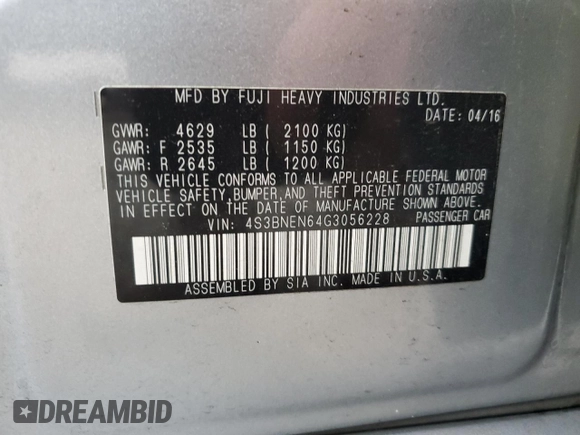 MFD BY FUJI HEAVY INDUSTRIES LTD.
DATE: 04/16
GVWR: 4629 LB ( 2100 KG)
GAWR: F 2535 LB ( 1150 KG)
GAWR: R 2645 LB ( 1200 KG)
THIS VEHICLE CONFORMS TO ALL APPLICABLE FEDERAL MOTOR
VEHICLE SAFETY, BUMPER, AND THEFT PREVENTION STANDARDS
IN EFFECT ON THE DATE OF MANUFACTURE SHOWN ABOVE.
VIN: 4S3BNEN64G3056228 PASSENGER CAR
ASSEMBLED BY SIA INC. MADE IN U.S.A.
DREAMBID